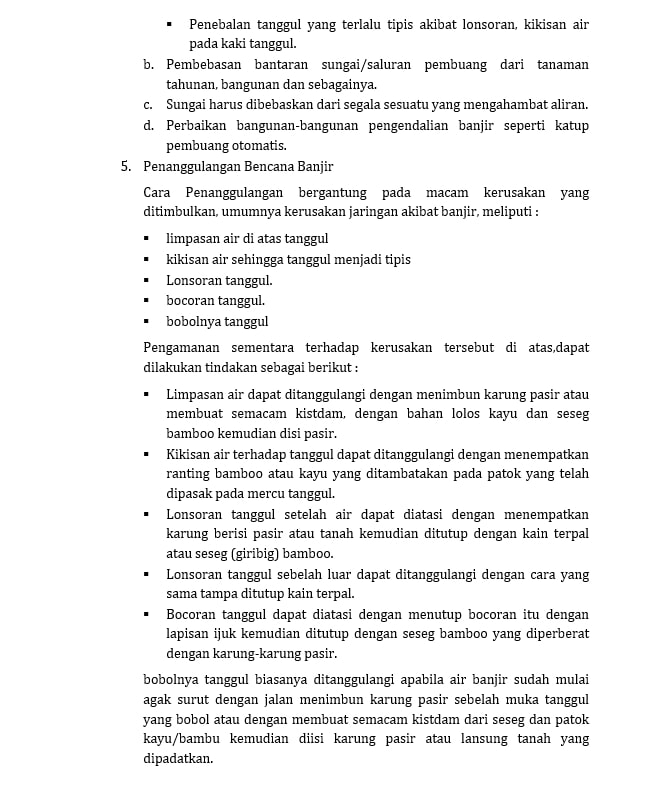 ▪ Penebalan tanggul yang terlalu tipis akibat lonsoran, kikisan air
pada kaki tanggul.
b. Pembebasan bantaran sungai/saluran pembuang dari tanaman
tahunan, bangunan dan sebagainya.
c. Sungai harus dibebaskan dari segala sesuatu yang mengahambat aliran.
d. Perbaikan bangunan-bangunan pengendalian banjir seperti katup
pembuang otomatis.
5. Penanggulangan Bencana Banjir
Cara Penanggulangan bergantung pada macam kerusakan yang
ditimbulkan, umumnya kerusakan jaringan akibat banjir, meliputi :
▪ limpasan air di atas tanggul
▪ kikisan air sehingga tanggul menjadi tipis
▪ Lonsoran tanggul.
▪ bocoran tanggul.
▪ bobolnya tanggul
Pengamanan sementara terhadap kerusakan tersebut di atas,dapat
dilakukan tindakan sebagai berikut :
▪ Limpasan air dapat ditanggulangi dengan menimbun karung pasir atau
membuat semacam kistdam, dengan bahan lolos kayu dan seseg
bamboo kemudian disi pasir.
▪ Kikisan air terhadap tanggul dapat ditanggulangi dengan menempatkan
ranting bamboo atau kayu yang ditambatakan pada patok yang telah
dipasak pada mercu tanggul.
▪ Lonsoran tanggul setelah air dapat diatasi dengan menempatkan
karung berisi pasir atau tanah kemudian ditutup dengan kain terpal
atau seseg (giribig) bamboo.
▪ Lonsoran tanggul sebelah luar dapat ditanggulangi dengan cara yang
sama tampa ditutup kain terpal.
▪ Bocoran tanggul dapat diatasi dengan menutup bocoran itu dengan
lapisan ijuk kemudian ditutup dengan seseg bamboo yang diperberat
dengan karung-karung pasir.
bobolnya tanggul biasanya ditanggulangi apabila air banjir sudah mulai
agak surut dengan jalan menimbun karung pasir sebelah muka tanggul
yang bobol atau dengan membuat semacam kistdam dari seseg dan patok
kayu/bambu kemudian diisi karung pasir atau lansung tanah yang
dipadatkan.